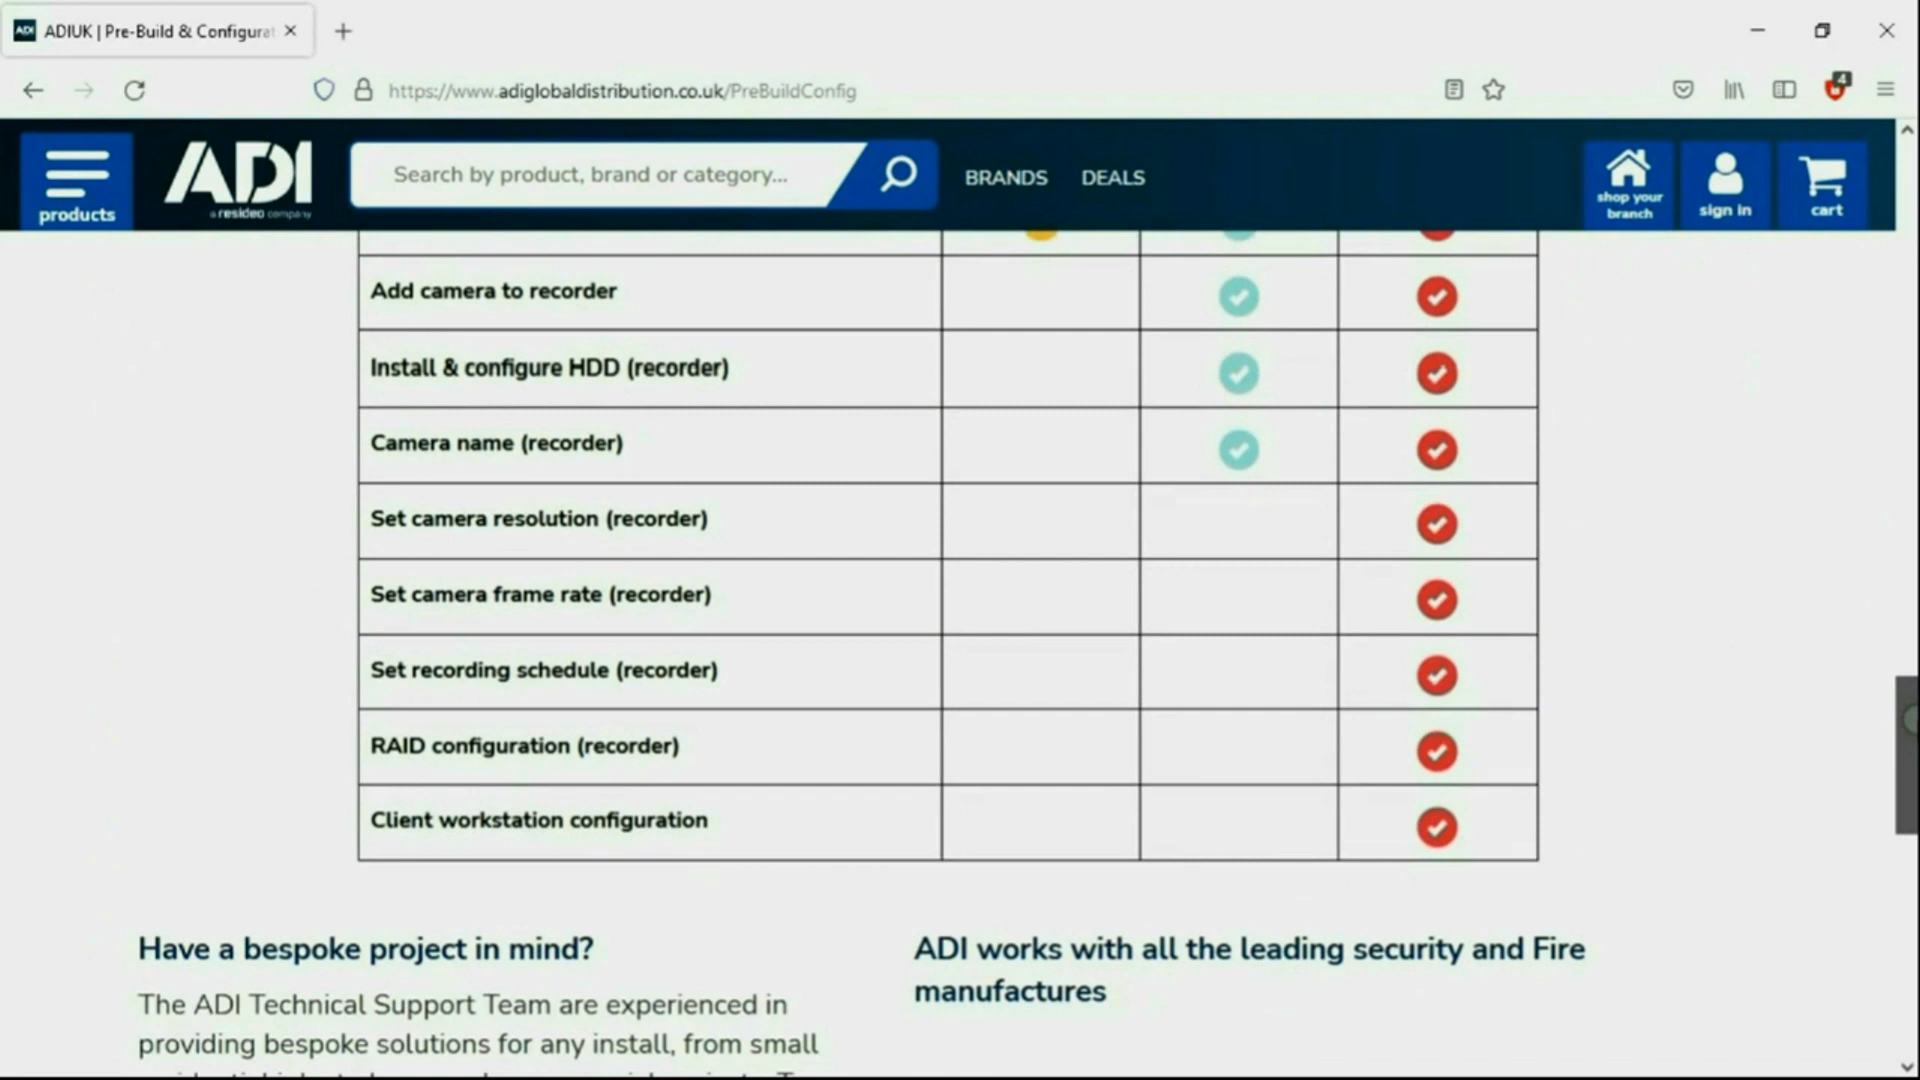 ADIUK | Pre-Build & Configurat
https://www.adiglobaldistribution.co.uk/PreBuildConfig
4
products
ADI
a resideo company
Search by product, brand or category...
BRANDS
DEALS
shop your
branch
sign in
cart
Add camera to recorder
Install & configure HDD (recorder)
Camera name (recorder)
Set camera resolution (recorder)
Set camera frame rate (recorder)
Set recording schedule (recorder)
RAID configuration (recorder)
Client workstation configuration
Have a bespoke project in mind?
The ADI Technical Support Team are experienced in
providing bespoke solutions for any install, from small
ADI works with all the leading security and Fire
manufactures